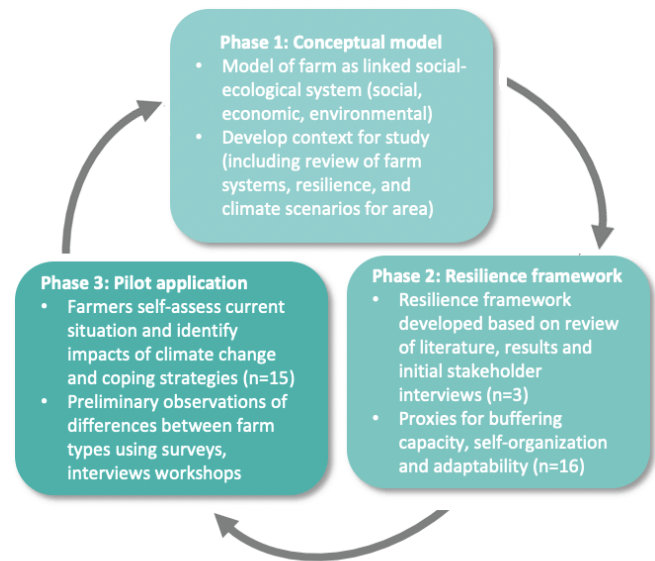 Phase 1: Conceptual model
• Model of farm as linked social-
ecological system (social,
economic, environmental)
• Develop context for study
(including review of farm
systems, resilience, and
climate scenarios for area)
Phase 2: Resilience framework
• Resilience framework
developed based on review
of literature, results and
initial stakeholder
interviews (n=3)
• Proxies for buffering
capacity, self-organization
and adaptability (n=16)
Phase 3: Pilot application
• Farmers self-assess current
situation and identify
impacts of climate change
and coping strategies (n=15)
• Preliminary observations of
differences between farm
types using surveys,
interviews workshops